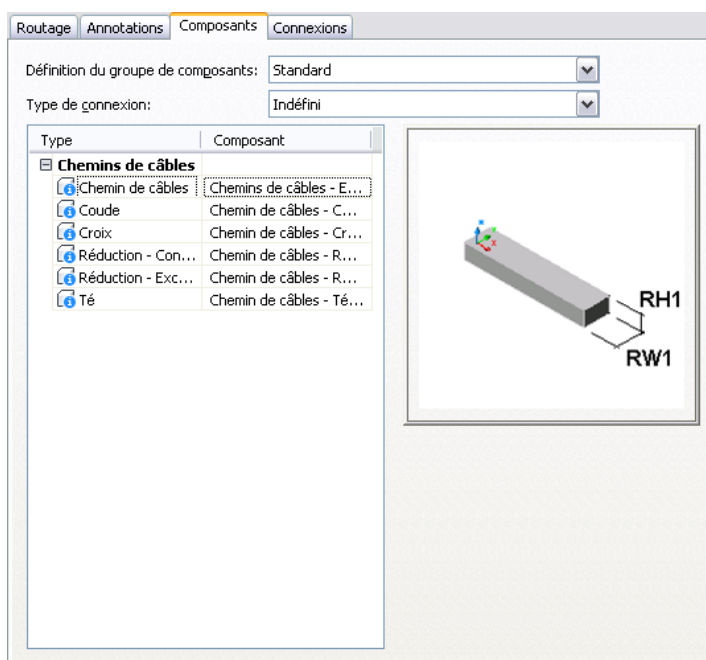 Routage Annotations Composants Connexions
Définition du groupe de composants: Standard
Type de connexion: Indéfini
Type Composant
Chemins de câbles
Chemin de câbles Chemins de câbles - E...
Coude Chemin de câbles - C...
Croix Chemin de câbles - Cr...
Réduction - Con... Chemin de câbles - R...
Réduction - Exc... Chemin de câbles - R...
Té Chemin de câbles - Té...
RH1
RW1